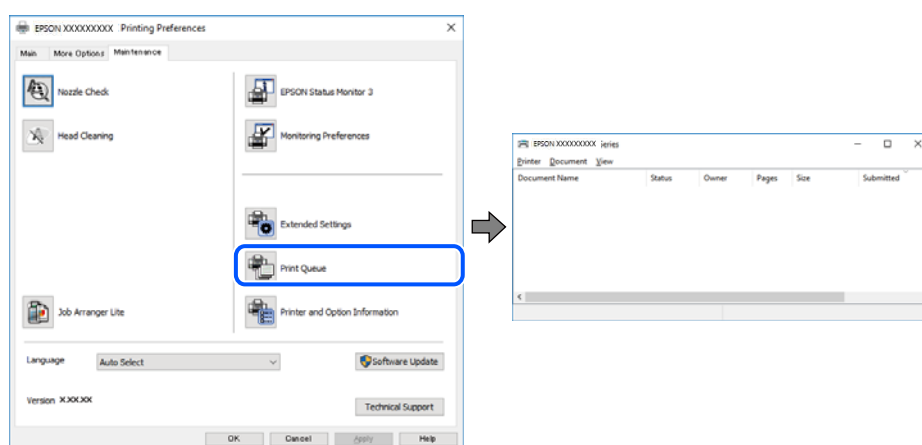 EPSON XXXXXXXXX Printing Preferences
Main More Options Maintenance
Nozzle Check
EPSON Status Monitor 3
Head Cleaning
Monitoring Preferences
Extended Settings
Print Queue
Job Arranger Lite
Printer and Option Information
Language Auto Select
Software Update
Version X.XX.XX
Technical Support
OK Cancel Apply Help
EPSON XXXXXXXXX Series
Printer Document View
Document Name Status Owner Pages Size Submitted